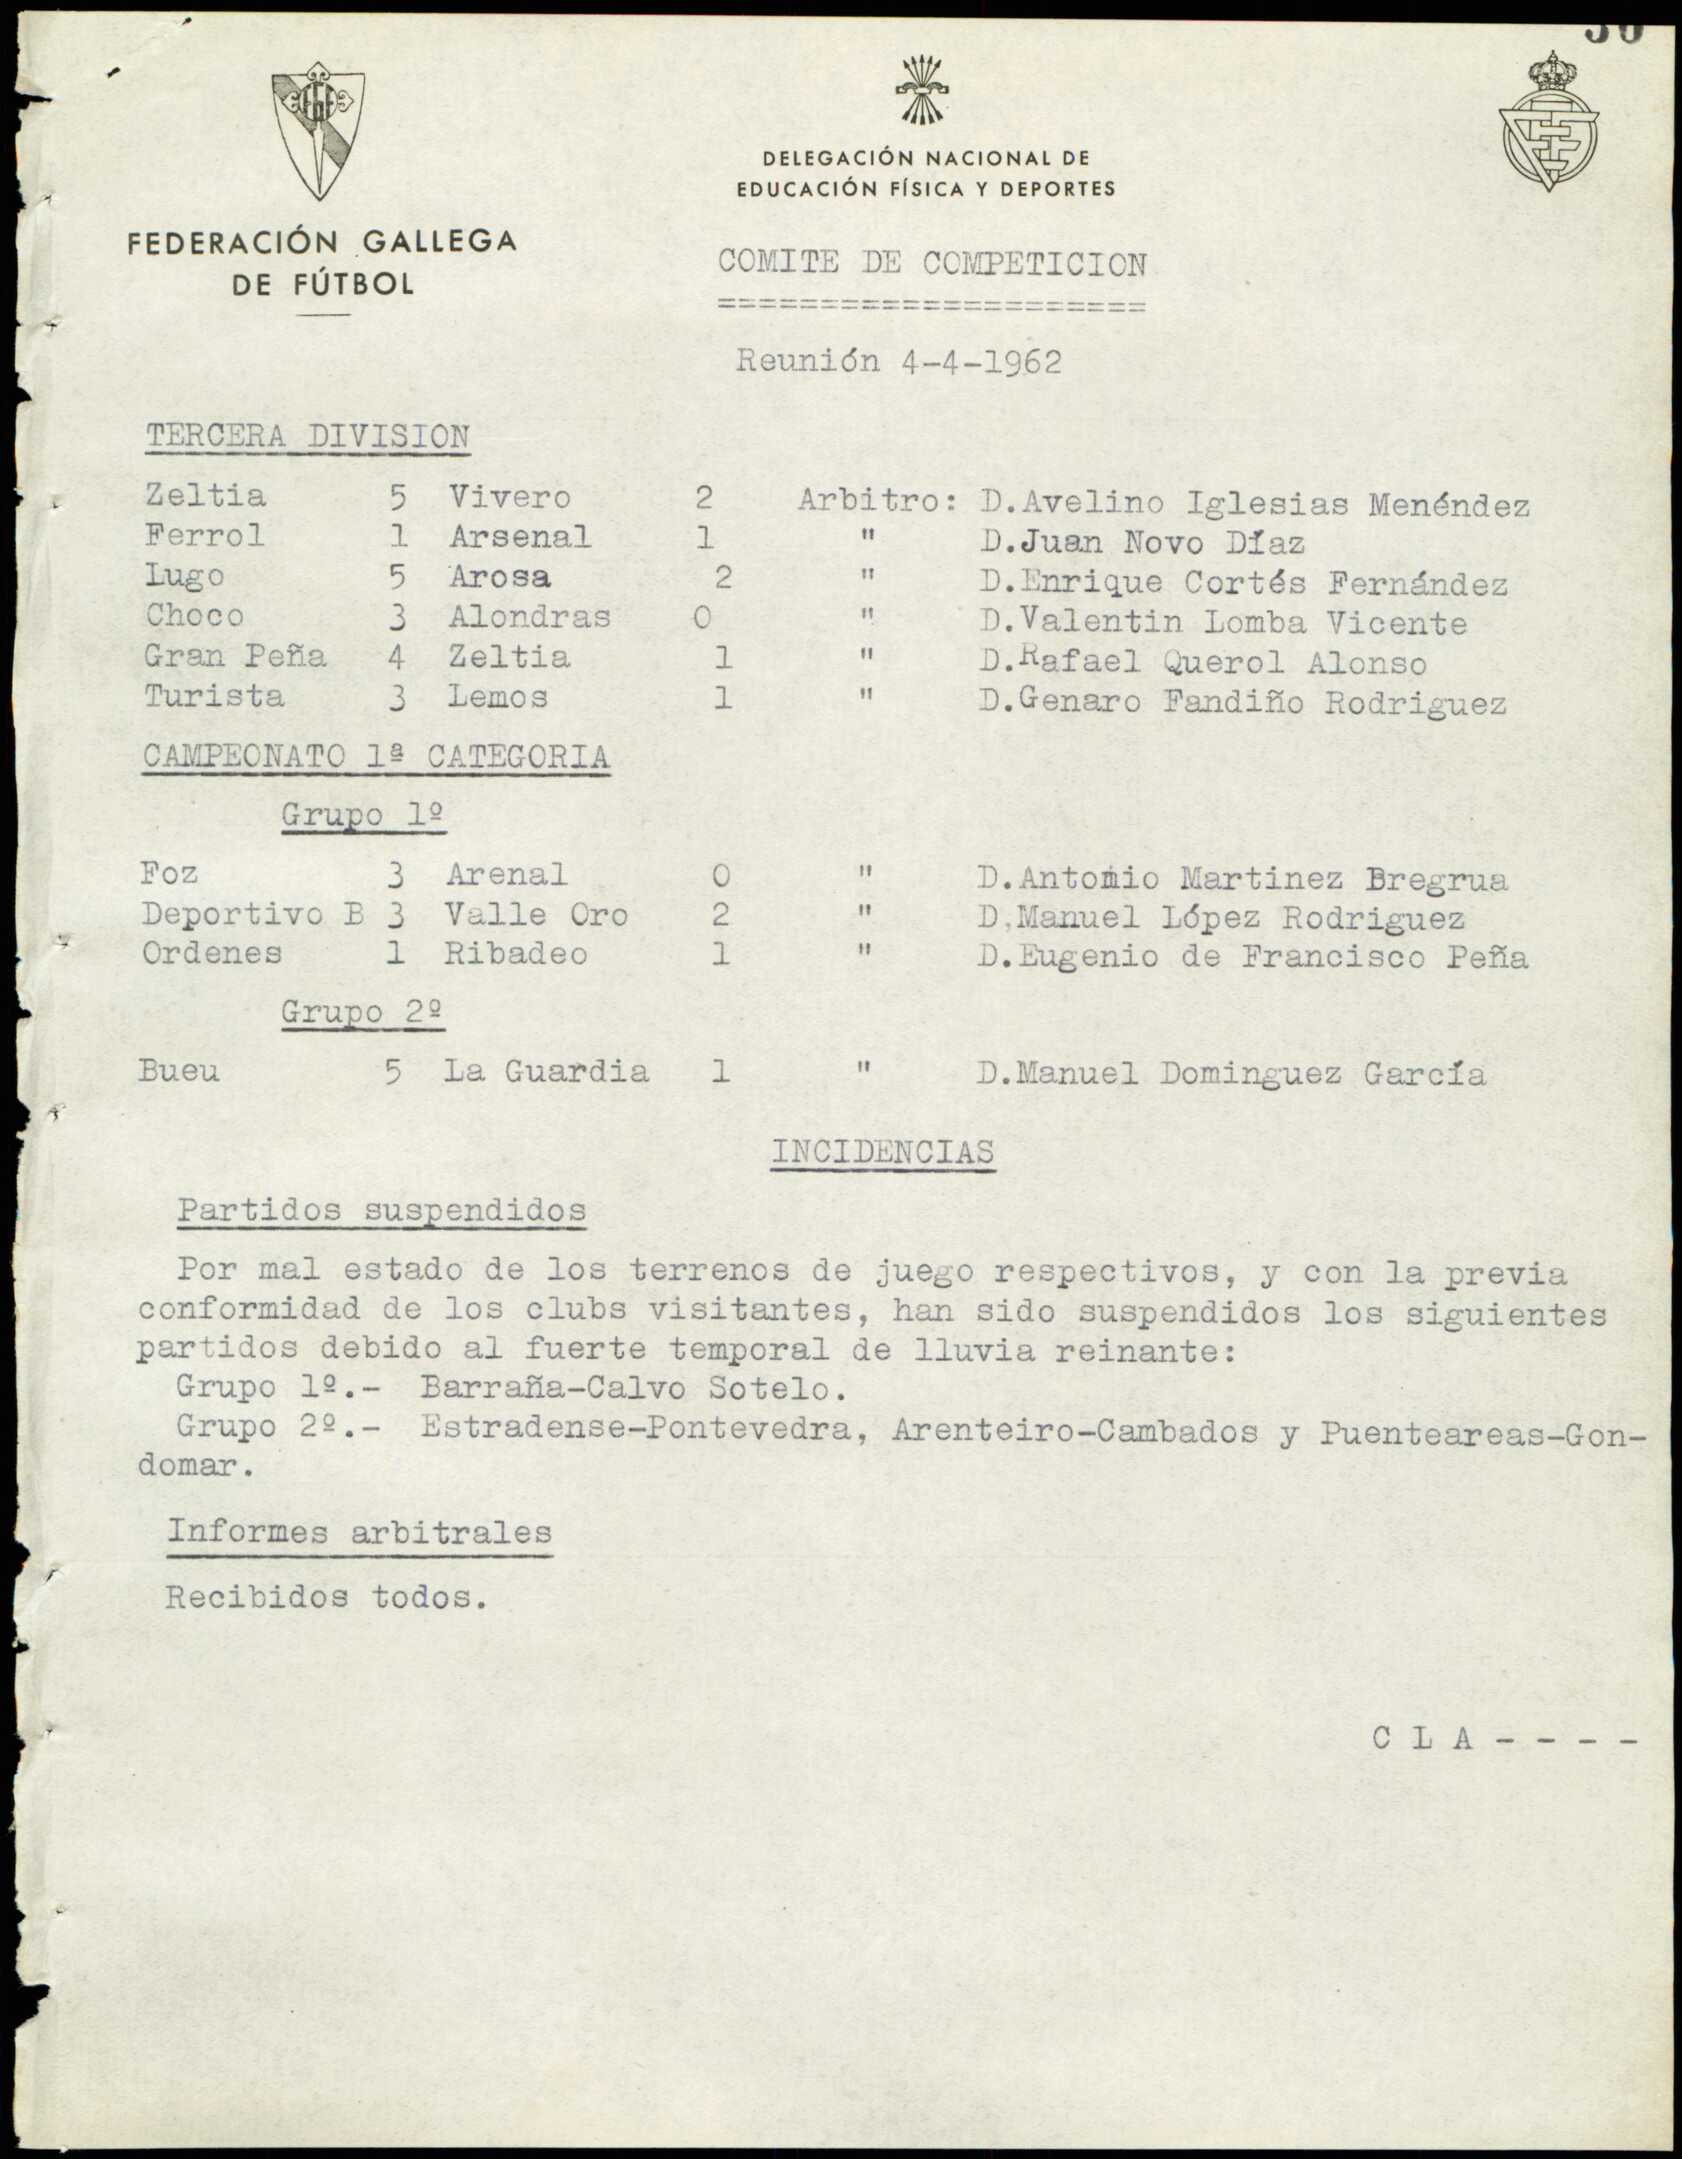 DELEGACIÓN NACIONAL DE
EDUCACIÓN FÍSICA Y DEPORTES
FEDERACIÓN GALLEGA
DE FÚTBOL
COMITE DE COMPETICION
=====================
Reunión 4-4-1962
TERCERA DIVISION
Zeltia 5 Vivero 2 Arbitro: D.Avelino Iglesias Menéndez
Ferrol 1 Arsenal 1 " D.Juan Novo Díaz
Lugo 5 Arosa 2 " D.Enrique Cortés Fernández
Choco 3 Alondras 0 " D.Valentin Lomba Vicente
Gran Peña 4 Zeltia 1 " D.Rafael Querol Alonso
Turista 3 Lemos 1 " D.Genaro Fandiño Rodriguez
CAMPEONATO 1ª CATEGORIA
Grupo 1º
Foz 3 Arenal 0 " D.Antonio Martinez Bregrua
Deportivo B 3 Valle Oro 2 " D.Manuel López Rodriguez
Ordenes 1 Ribadeo 1 " D.Eugenio de Francisco Peña
Grupo 2º
Bueu 5 La Guardia 1 " D.Manuel Dominguez García
INCIDENCIAS
Partidos suspendidos
Por mal estado de los terrenos de juego respectivos, y con la previa
conformidad de los clubs visitantes, han sido suspendidos los siguientes
partidos debido al fuerte temporal de lluvia reinante:
Grupo 1º.- Barraña-Calvo Sotelo.
Grupo 2º.- Estradense-Pontevedra, Arenteiro-Cambados y Puenteareas-Gon-
domar.
Informes arbitrales
Recibidos todos.
C L A - - - -